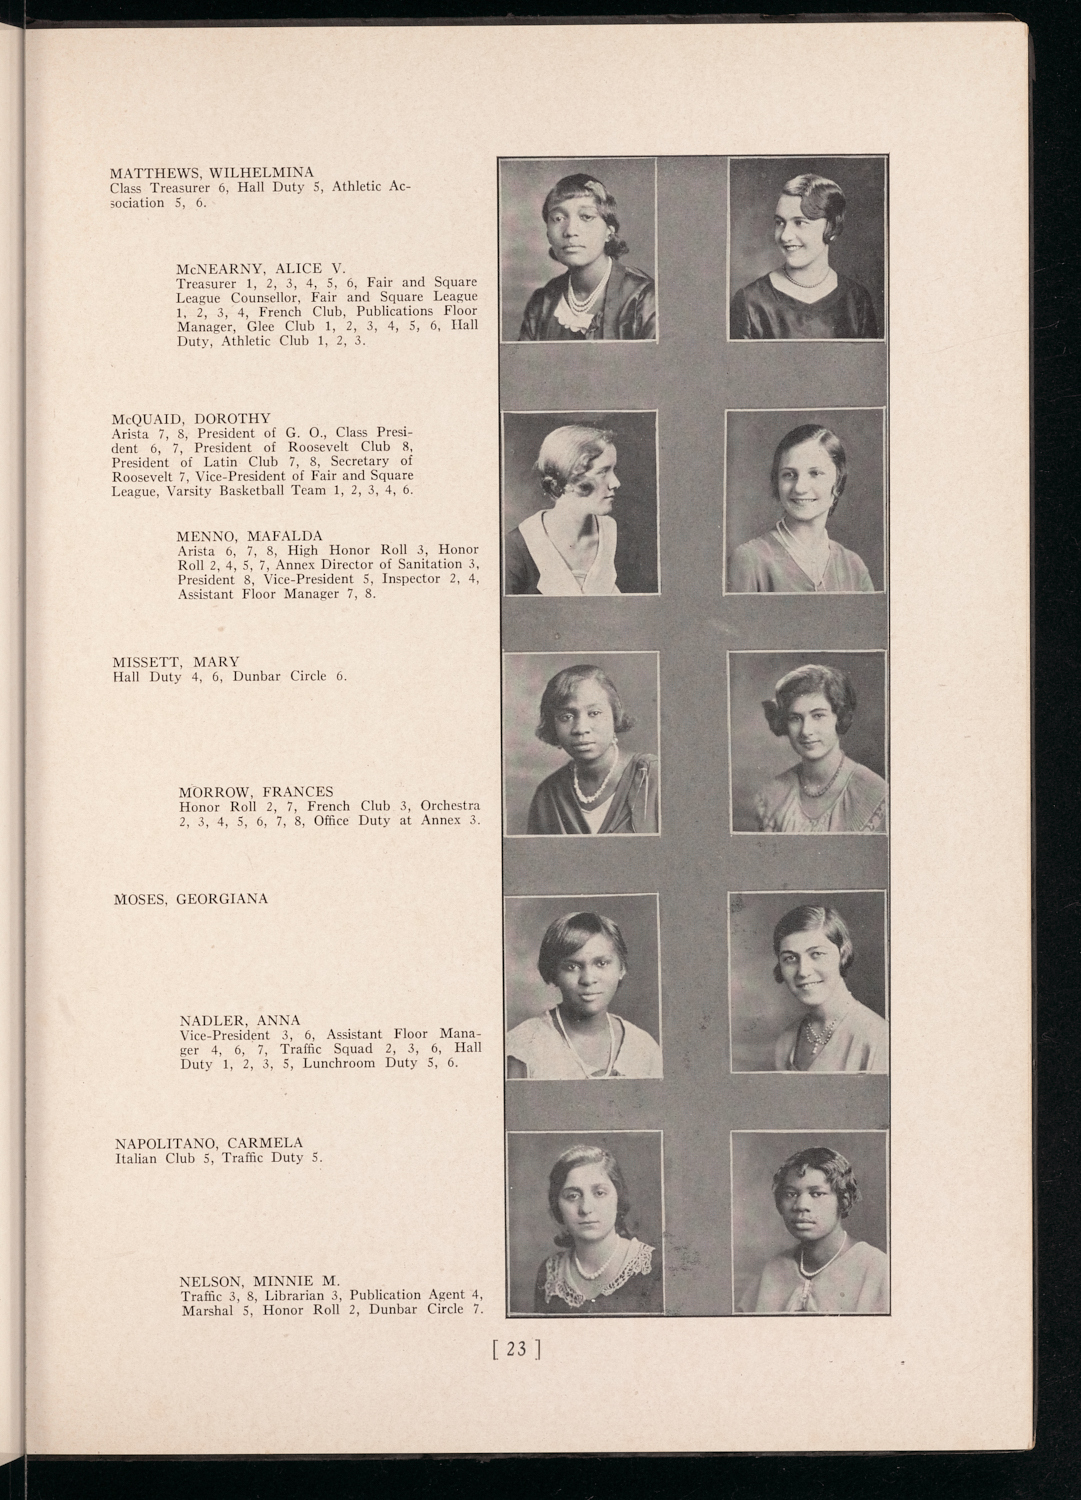 MATTHEWS, WILHELMINA
Class Treasurer 6, Hall Duty 5, Athletic Ac-
sociation 5, 6.
McNEARNY, ALICE V.
Treasurer 1, 2, 3, 4, 5, 6, Fair and Square
League Counsellor, Fair and Square League
1, 2, 3, 4, French Club, Publications Floor
Manager, Glee Club 1, 2, 3, 4, 5, 6, Hall
Duty, Athletic Club 1, 2, 3.
McQUAID, DOROTHY
Arista 7, 8, President of G. O., Class Presi-
dent 6, 7, President of Roosevelt Club 8,
President of Latin Club 7, 8, Secretary of
Roosevelt 7, Vice-President of Fair and Square
League, Varsity Basketball Team 1, 2, 3, 4, 6.
MENNO, MAFALDA
Arista 6, 7, 8, High Honor Roll 3, Honor
Roll 2, 4, 5, 7, Annex Director of Sanitation 3,
President 8, Vice-President 5, Inspector 2, 4,
Assistant Floor Manager 7, 8.
MISSETT, MARY
Hall Duty 4, 6, Dunbar Circle 6.
MORROW, FRANCES
Honor Roll 2, 7, French Club 3, Orchestra
2, 3, 4, 5, 6, 7, 8, Office Duty at Annex 3.
MOSES, GEORGIANA
NADLER, ANNA
Vice-President 3, 6, Assistant Floor Mana-
ger 4, 6, 7, Traffic Squad 2, 3, 6, Hall
Duty 1, 2, 3, 5, Lunchroom Duty 5, 6.
NAPOLITANO, CARMELA
Italian Club 5, Traffic Duty 5.
NELSON, MINNIE M.
Traffic 3, 8, Librarian 3, Publication Agent 4,
Marshal 5, Honor Roll 2, Dunbar Circle 7.
[ 23 ]